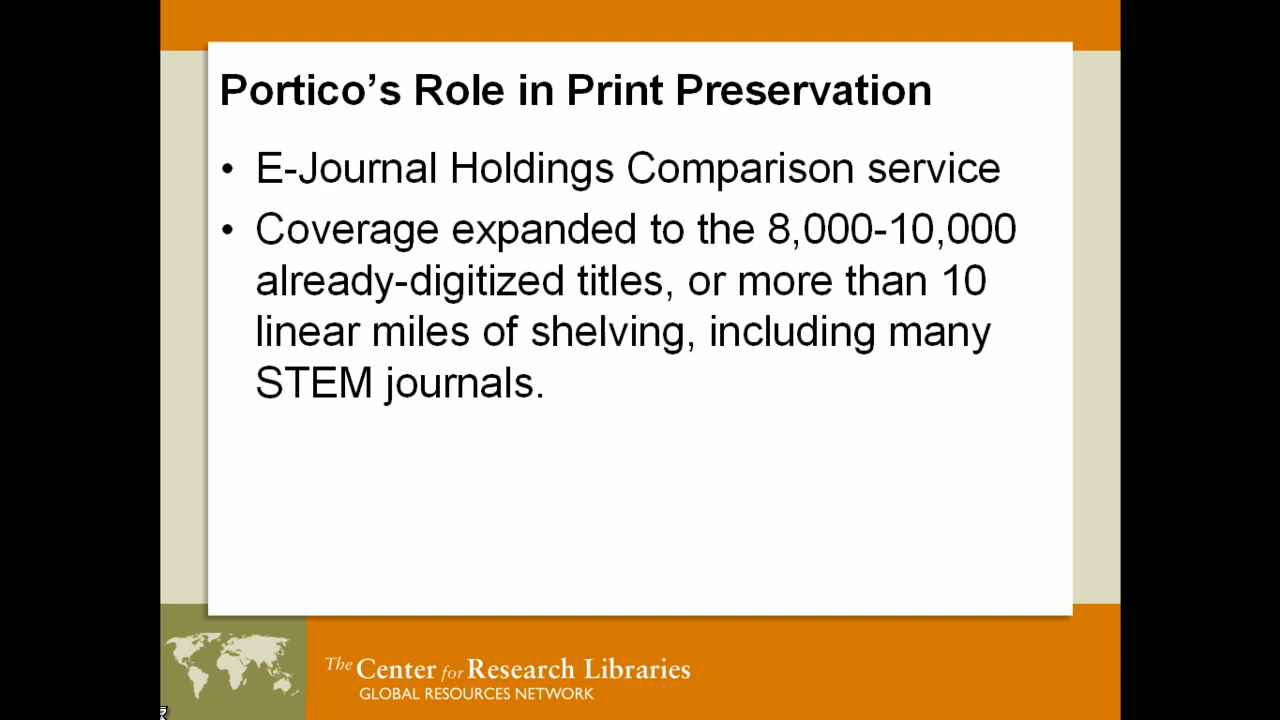 Portico’s Role in Print Preservation
• E-Journal Holdings Comparison service
• Coverage expanded to the 8,000-10,000
already-digitized titles, or more than 10
linear miles of shelving, including many
STEM journals.
The Center for Research Libraries
GLOBAL RESOURCES NETWORK